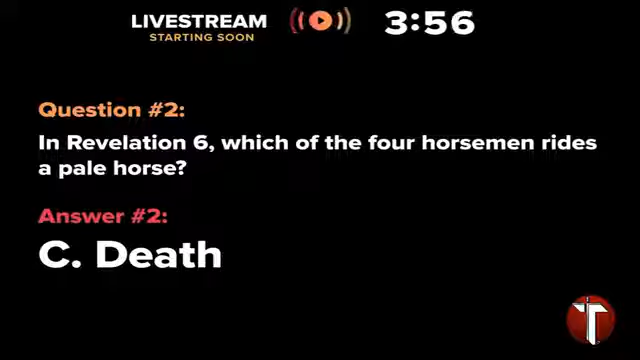 LIVESTREAM
STARTING SOON
3:56
Question #2:
In Revelation 6, which of the four horsemen rides
a pale horse?
Answer #2:
C. Death